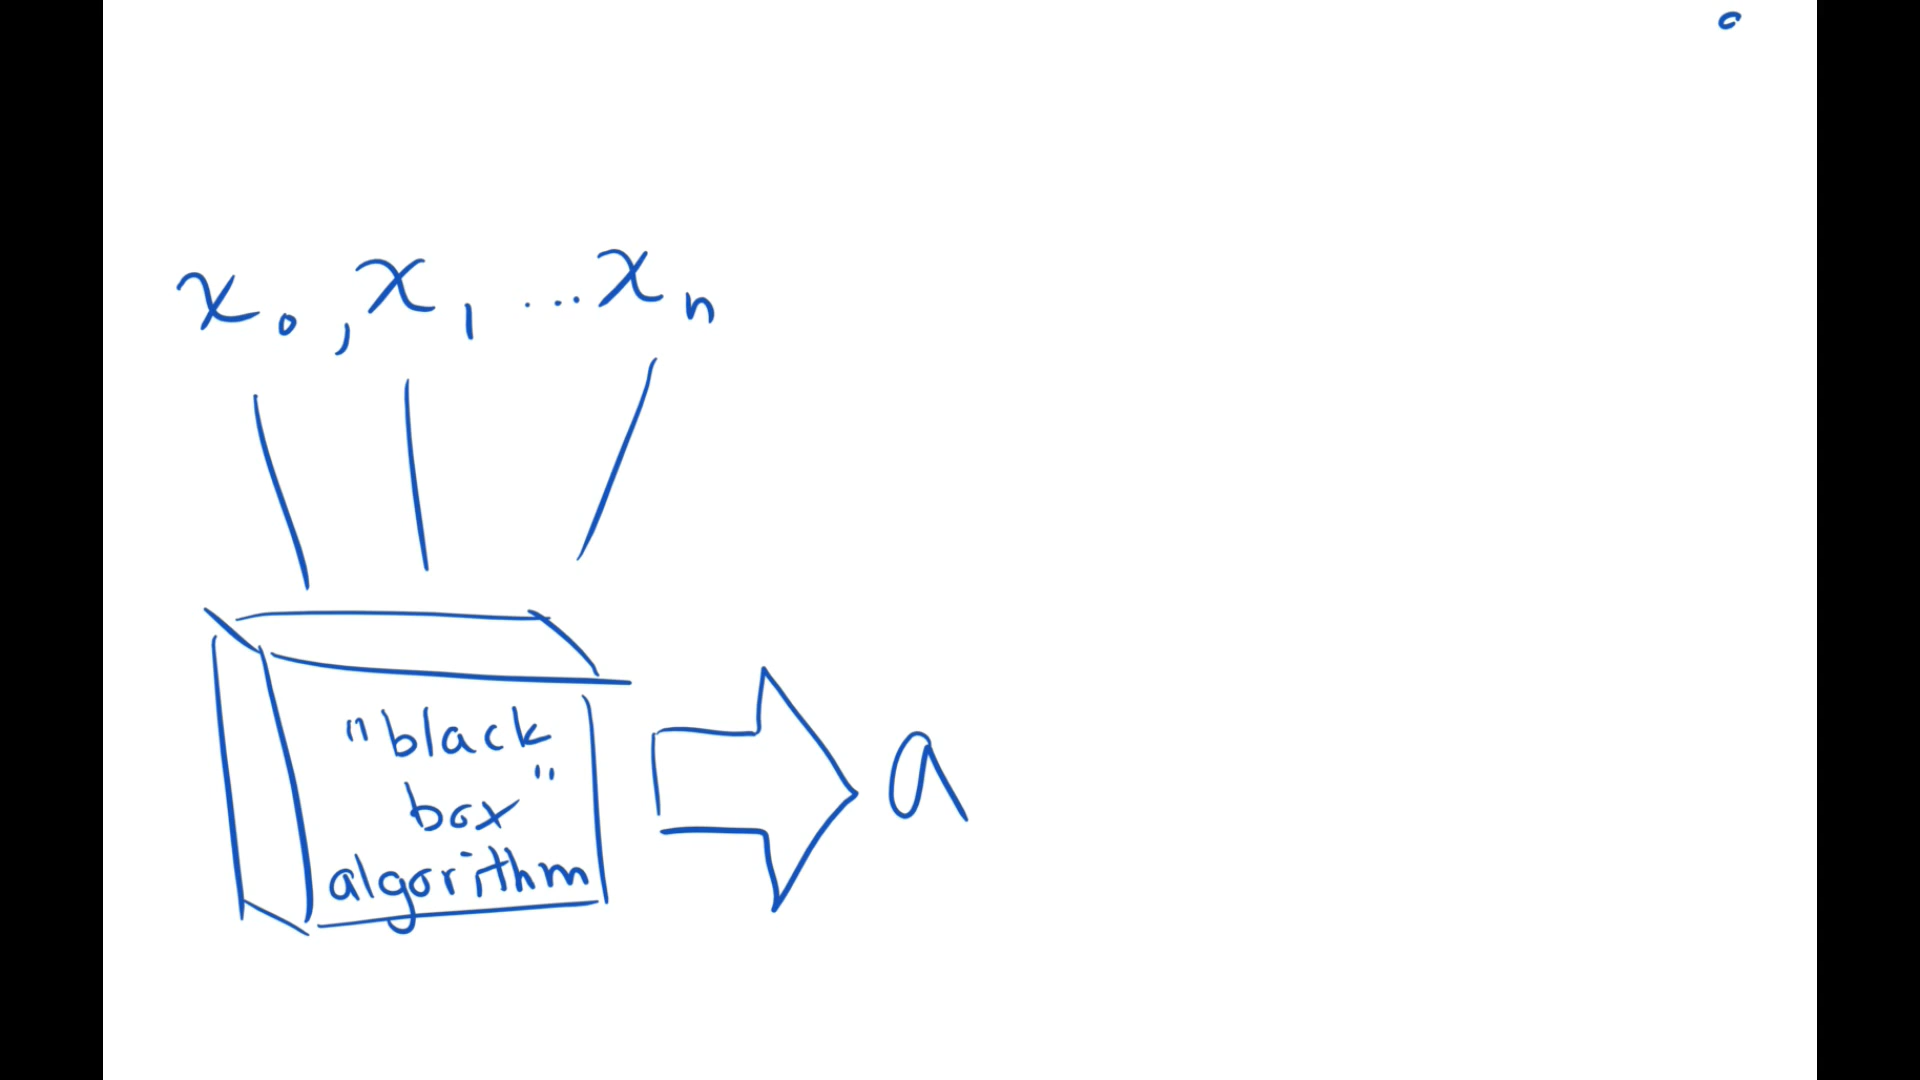 x₀, x₁ ...xₙ
"black
box"
algorithm
a